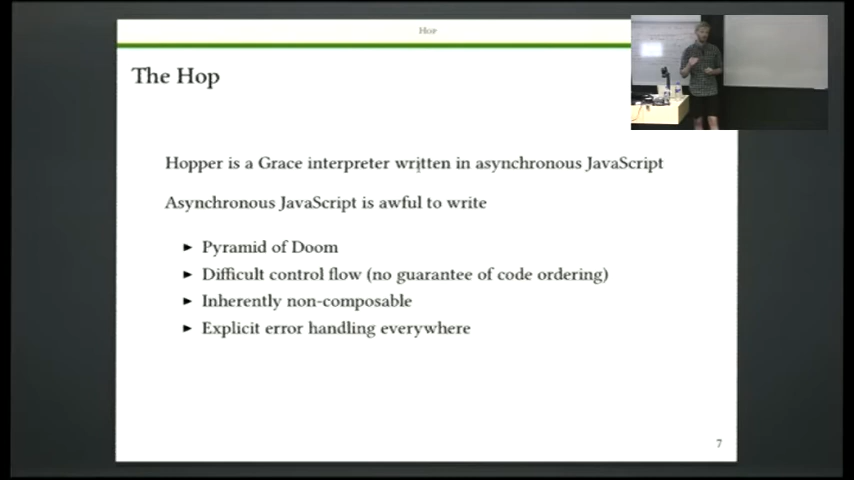 Hop
The Hop
Hopper is a Grace interpreter written in asynchronous JavaScript
Asynchronous JavaScript is awful to write
► Pyramid of Doom
► Difficult control flow (no guarantee of code ordering)
► Inherently non-composable
► Explicit error handling everywhere
7